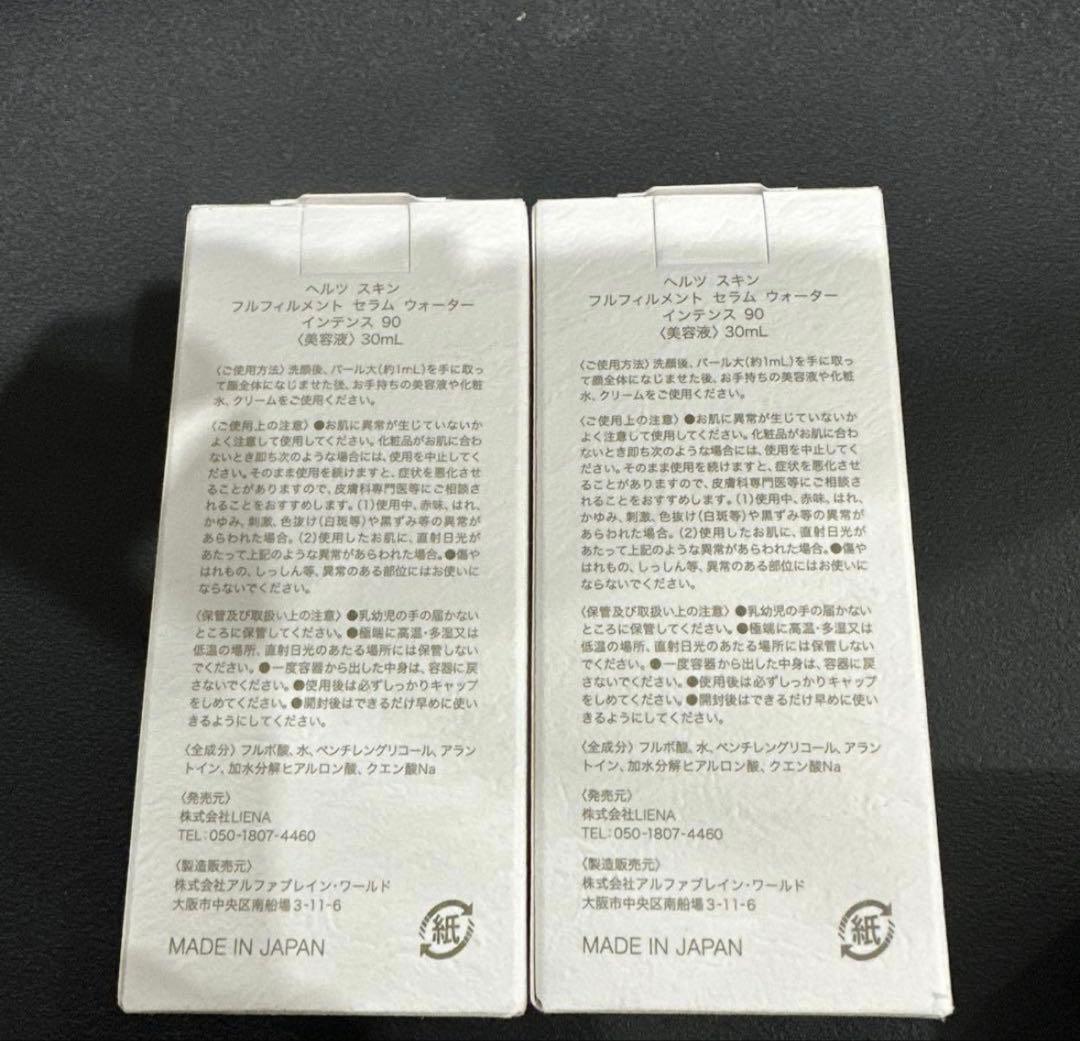 ヘルツ スキン
フルフィルメント セラム ウォーター
インテンス 90
〈美容液〉30mL
〈ご使用方法〉洗顔後、パール大(約1mL)を手に取っ
て顔全体になじませた後、お手持ちの美容液や化粧
水、クリームをご使用ください。
〈ご使用上の注意〉●お肌に異常が生じていないか
よく注意して使用してください。化粧品がお肌に合わ
ないとき即ち次のような場合には、使用を中止してく
ださい。そのまま使用を続けますと、症状を悪化させ
ることがありますので、皮膚科専門医等にご相談さ
れることをおすすめします。(1)使用中、赤味、はれ、
かゆみ、刺激、色抜け(白斑等)や黒ずみ等の異常が
あらわれた場合。(2)使用したお肌に、直射日光が
あたって上記のような異常があらわれた場合。●傷や
はれもの、しっしん等、異常のある部位にはお使いに
ならないでください。
〈保管及び取扱い上の注意〉●乳幼児の手の届かない
ところに保管してください。●極端に高温・多湿又は
低温の場所、直射日光のあたる場所には保管しない
でください。●一度容器から出した中身は、容器に戻
さないでください。●使用後は必ずしっかりキャップ
をしめてください。●開封後はできるだけ早めに使い
きるようにしてください。
〈全成分〉フルボ酸、水、ペンチレングリコール、アラン
トイン、加水分解ヒアルロン酸、クエン酸Na
〈発売元〉
株式会社LIENA
TEL:050-1807-4460
〈製造販売元〉
株式会社アルファブレイン・ワールド
大阪市中央区南船場3-11-6
MADE IN JAPAN
紙
ヘルツ スキン
フルフィルメント セラム ウォーター
インテンス 90
〈美容液〉30mL
〈ご使用方法〉洗顔後、パール大(約1mL)を手に取っ
て顔全体になじませた後、お手持ちの美容液や化粧
水、クリームをご使用ください。
〈ご使用上の注意〉●お肌に異常が生じていないか
よく注意して使用してください。化粧品がお肌に合わ
ないとき即ち次のような場合には、使用を中止してく
ださい。そのまま使用を続けますと、症状を悪化させ
ることがありますので、皮膚科専門医等にご相談さ
れることをおすすめします。(1)使用中、赤味、はれ、
かゆみ、刺激、色抜け(白斑等)や黒ずみ等の異常が
あらわれた場合。(2)使用したお肌に、直射日光が
あたって上記のような異常があらわれた場合。●傷や
はれもの、しっしん等、異常のある部位にはお使いに
ならないでください。
〈保管及び取扱い上の注意〉●乳幼児の手の届かない
ところに保管してください。●極端に高温・多湿又は
低温の場所、直射日光のあたる場所には保管しない
でください。●一度容器から出した中身は、容器に戻
さないでください。●使用後は必ずしっかりキャップ
をしめてください。●開封後はできるだけ早めに使い
きるようにしてください。
〈全成分〉フルボ酸、水、ペンチレングリコール、アラン
トイン、加水分解ヒアルロン酸、クエン酸Na
〈発売元〉
株式会社LIENA
TEL:050-1807-4460
〈製造販売元〉
株式会社アルファブレイン・ワールド
大阪市中央区南船場3-11-6
MADE IN JAPAN
紙